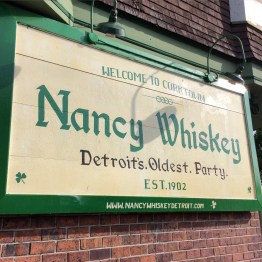 WELCOME TO CORKTOWN
Nancy Whiskey
Detroit's. Oldest. Party.
EST. 1902
WWW.NANCYWHISKEYDETROIT.COM